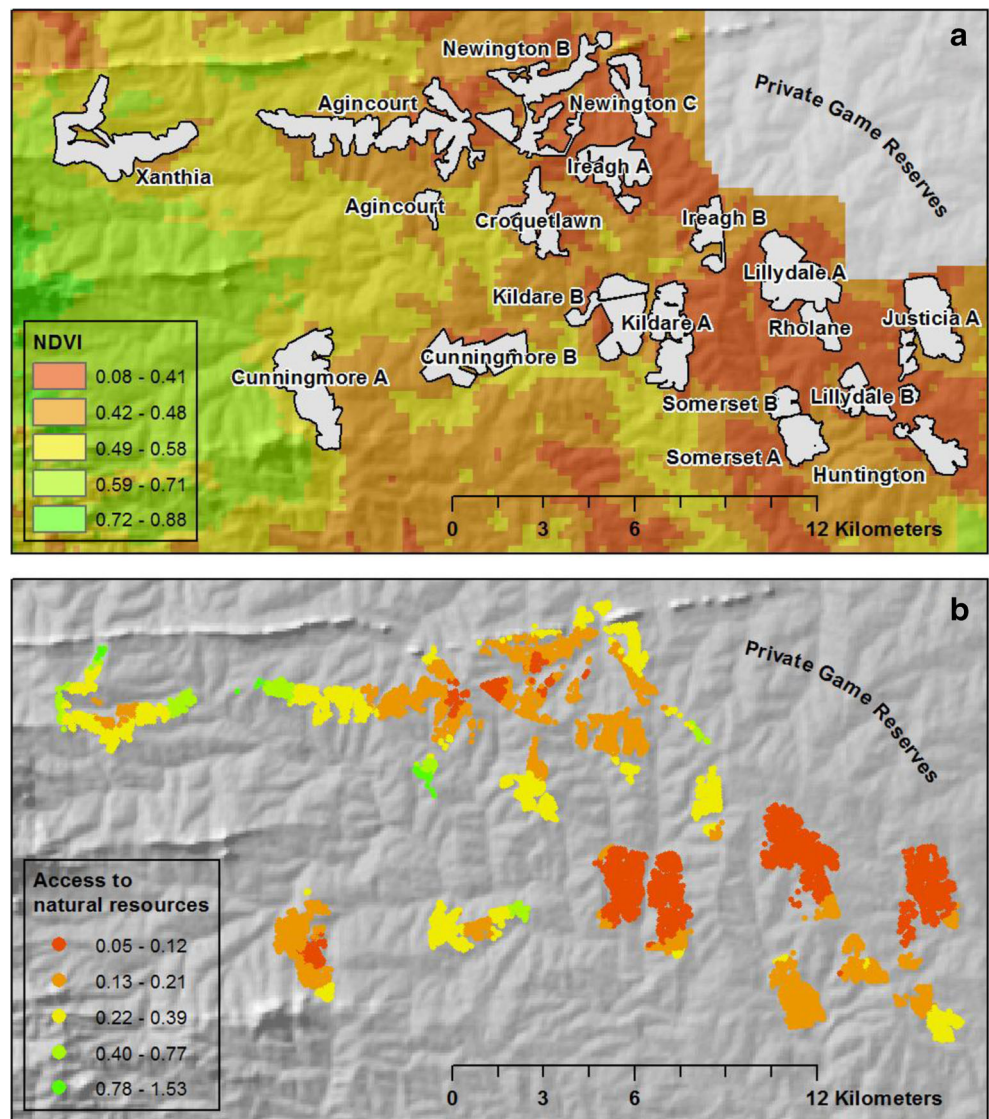 a
Newington B
Private Game Reserves
Agincourt
Newington C
Ireagh A
Xanthia
Agincourt
Croquetlawn
Ireagh B
Lillydale A
Kildare B
Kildare A
Rholane
Justicia A
NDVI
0.08 - 0.41
0.42 - 0.48
0.49 - 0.58
0.59 - 0.71
0.72 - 0.88
Cunningmore A
Cunningmore B
Somerset B
Lillydale B
Somerset A
Huntington
0 3 6 12 Kilometers
b
Private Game Reserves
Access to
natural resources
0.05 - 0.12
0.13 - 0.21
0.22 - 0.39
0.40 - 0.77
0.78 - 1.53
0 3 6 12 Kilometers